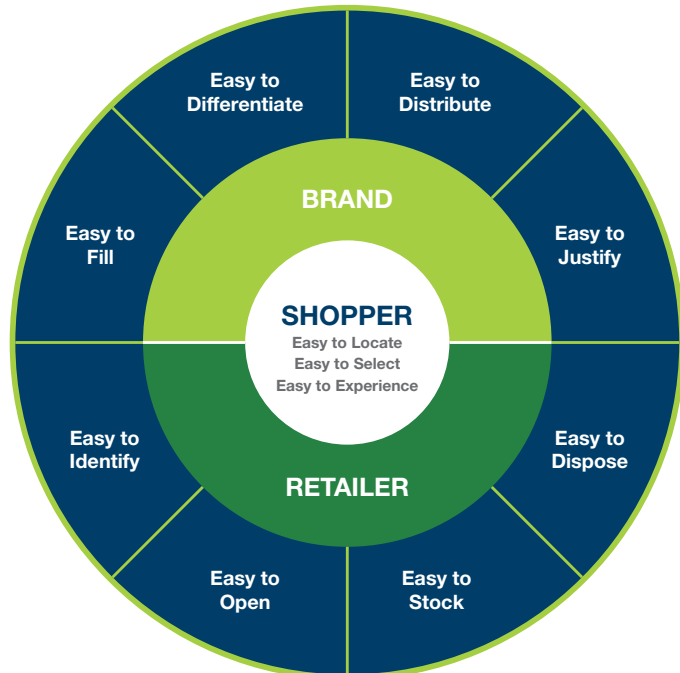 Easy to
Differentiate
Easy to
Distribute
Easy to
Fill
BRAND
Easy to
Justify
SHOPPER
Easy to Locate
Easy to Select
Easy to Experience
Easy to
Identify
RETAILER
Easy to
Dispose
Easy to
Open
Easy to
Stock